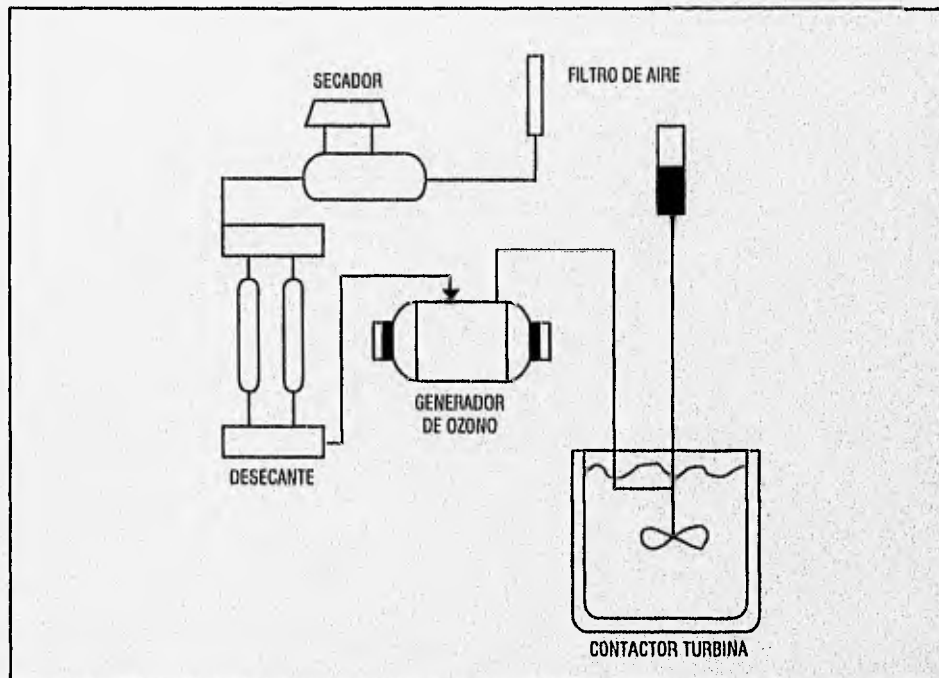 SECADOR
FILTRO DE AIRE
GENERADOR
DE OZONO
DESECANTE
CONTACTOR TURBINA